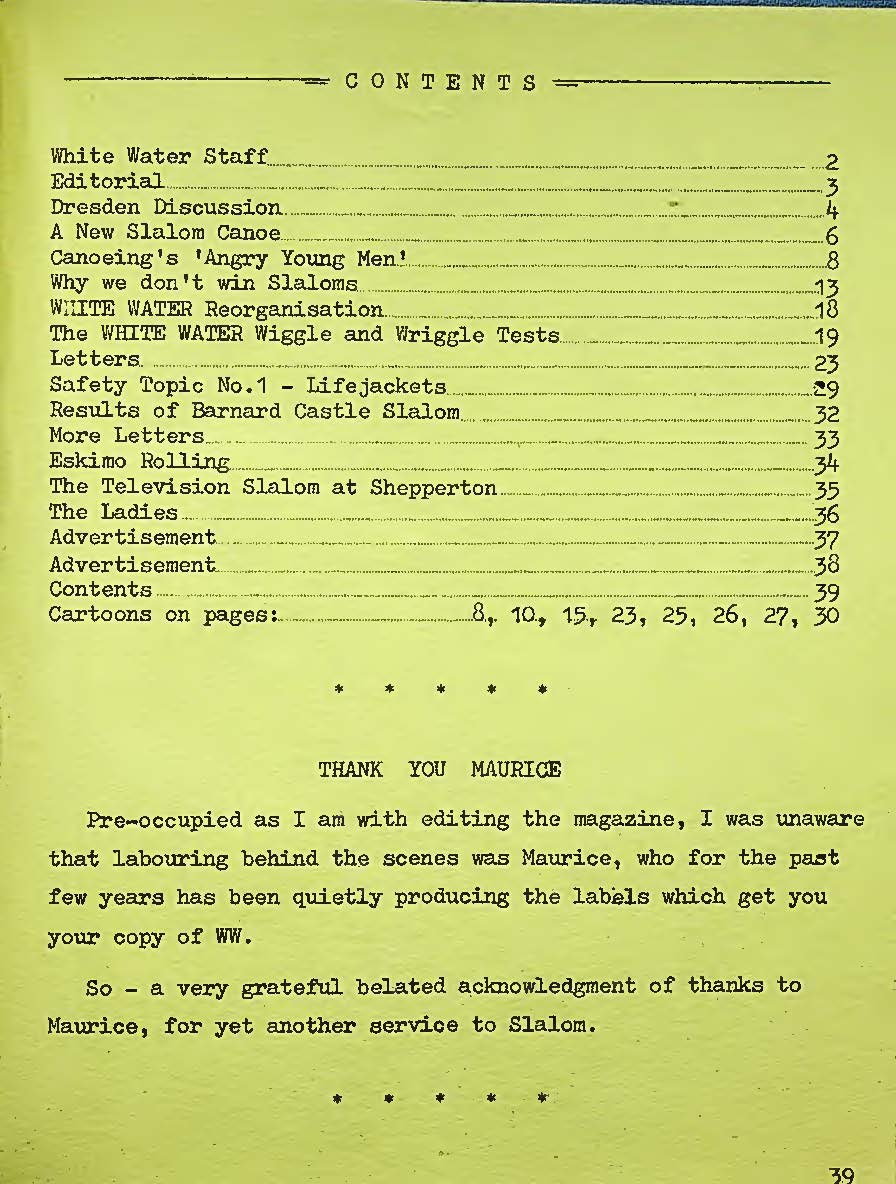 CONTENTS
White Water Staff 2
Editorial 3
Dresden Discussion 4
A New Slalom Canoe 6
Canoeing's 'Angry Young Men' 8
Why we don't win Slaloms 13
WHITE WATER Reorganisation 18
The WHITE WATER Wiggle and Wriggle Tests 19
Letters 23
Safety Topic No.1 - Lifejackets 29
Results of Barnard Castle Slalom 32
More Letters 33
Eskimo Rolling 34
The Television Slalom at Shepperton 35
The Ladies 36
Advertisement 37
Advertisement 38
Contents 39
Cartoons on pages: 8, 10, 15, 23, 25, 26, 27, 30
* * * * *
THANK YOU MAURICE
Pre-occupied as I am with editing the magazine, I was unaware
that labouring behind the scenes was Maurice, who for the past
few years has been quietly producing the labels which get you
your copy of WW.
So - a very grateful belated acknowledgment of thanks to
Maurice, for yet another service to Slalom.
* * * * *
39